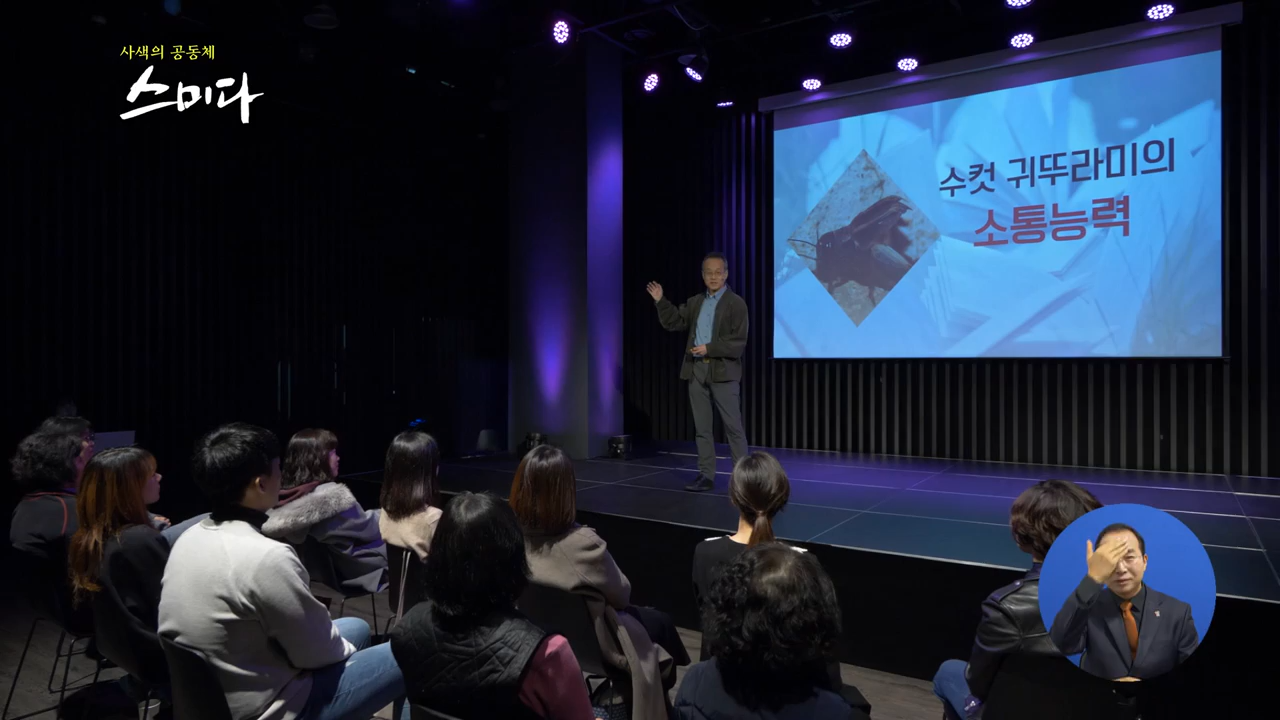 사색의 공동체
스미다
수컷 귀뚜라미의
소통능력